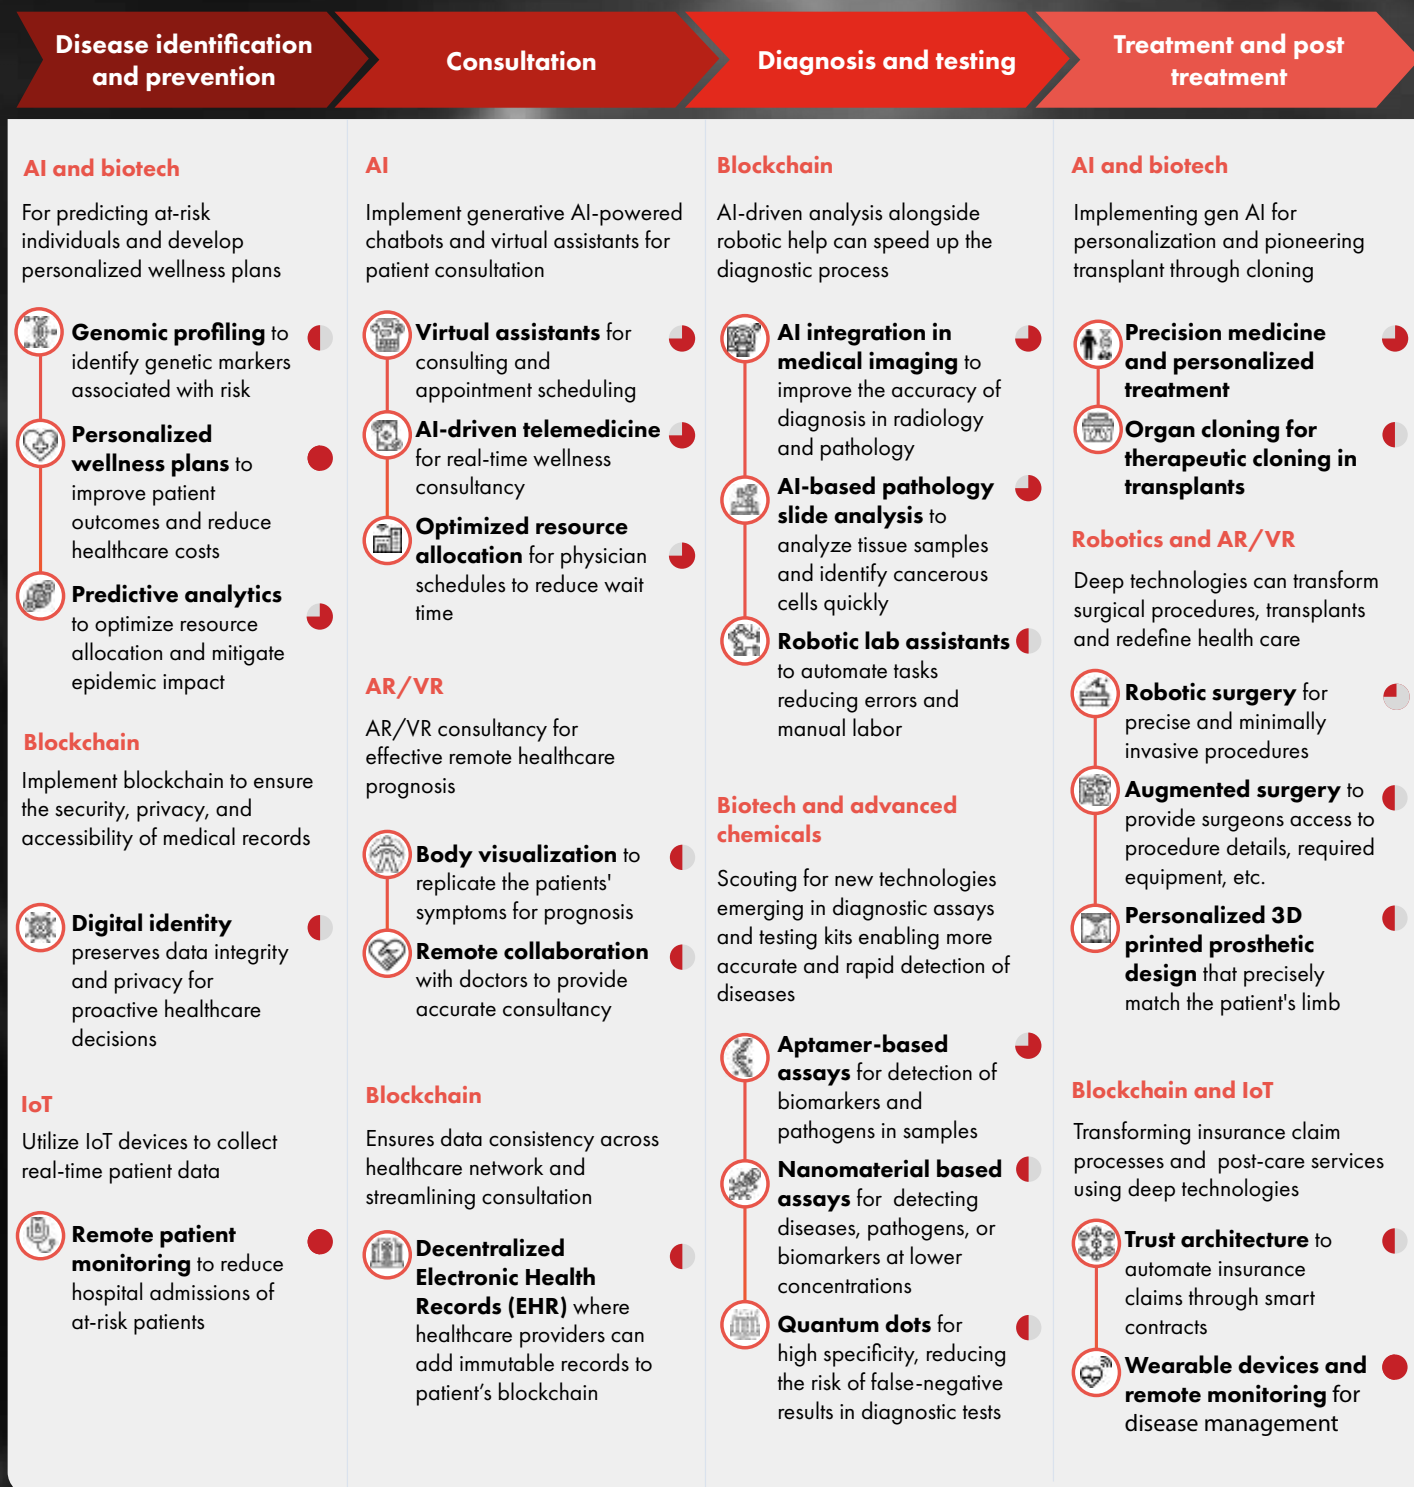 Disease identification
and prevention
Consultation
Diagnosis and testing
Treatment and post
treatment
AI and biotech
For predicting at-risk
individuals and develop
personalized wellness plans
Genomic profiling to
identify genetic markers
associated with risk
Personalized
wellness plans to
improve patient
outcomes and reduce
healthcare costs
Predictive analytics
to optimize resource
allocation and mitigate
epidemic impact
Blockchain
Implement blockchain to ensure
the security, privacy, and
accessibility of medical records
Digital identity
preserves data integrity
and privacy for
proactive healthcare
decisions
IoT
Utilize IoT devices to collect
real-time patient data
Remote patient
monitoring to reduce
hospital admissions of
at-risk patients
AI
Implement generative AI-powered
chatbots and virtual assistants for
patient consultation
Virtual assistants for
consulting and
appointment scheduling
AI-driven telemedicine
for real-time wellness
consultancy
Optimized resource
allocation for physician
schedules to reduce wait
time
AR/VR
AR/VR consultancy for
effective remote healthcare
prognosis
Body visualization to
replicate the patients'
symptoms for prognosis
Remote collaboration
with doctors to provide
accurate consultancy
Blockchain
Ensures data consistency across
healthcare network and
streamlining consultation
Decentralized
Electronic Health
Records (EHR) where
healthcare providers can
add immutable records to
patient’s blockchain
Blockchain
AI-driven analysis alongside
robotic help can speed up the
diagnostic process
AI integration in
medical imaging to
improve the accuracy of
diagnosis in radiology
and pathology
AI-based pathology
slide analysis to
analyze tissue samples
and identify cancerous
cells quickly
Robotic lab assistants
to automate tasks
reducing errors and
manual labor
Biotech and advanced
chemicals
Scouting for new technologies
emerging in diagnostic assays
and testing kits enabling more
accurate and rapid detection of
diseases
Aptamer-based
assays for detection of
biomarkers and
pathogens in samples
Nanomaterial based
assays for detecting
diseases, pathogens, or
biomarkers at lower
concentrations
Quantum dots for
high specificity, reducing
the risk of false-negative
results in diagnostic tests
AI and biotech
Implementing gen AI for
personalization and pioneering
transplant through cloning
Precision medicine
and personalized
treatment
Organ cloning for
therapeutic cloning in
transplants
Robotics and AR/VR
Deep technologies can transform
surgical procedures, transplants
and redefine health care
Robotic surgery for
precise and minimally
invasive procedures
Augmented surgery to
provide surgeons access to
procedure details, required
equipment, etc.
Personalized 3D
printed prosthetic
design that precisely
match the patient's limb
Blockchain and IoT
Transforming insurance claim
processes and post-care services
using deep technologies
Trust architecture to
automate insurance
claims through smart
contracts
Wearable devices and
remote monitoring for
disease management